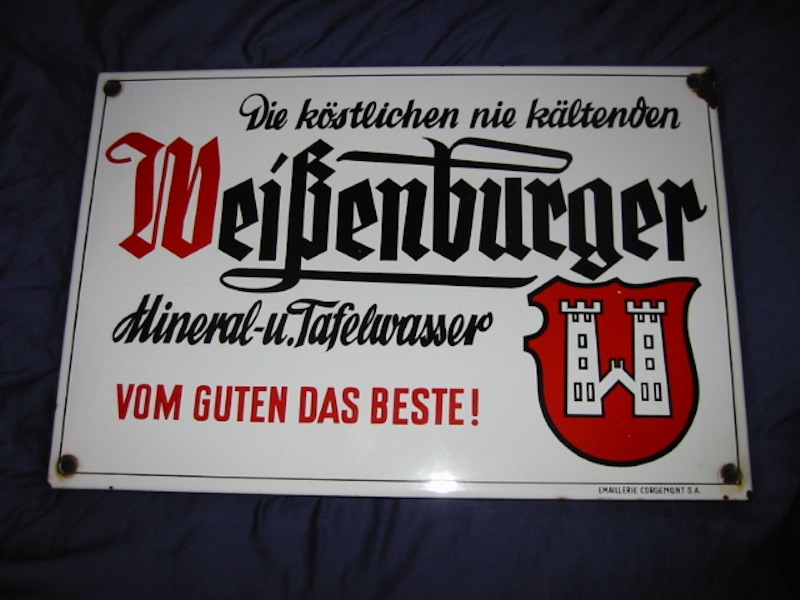 Die köstlichen nie kältenden
Weißenburger
Mineral-u.Tafelwasser
VOM GUTEN DAS BESTE!
EMAILLERIE CORGEMONT S.A.